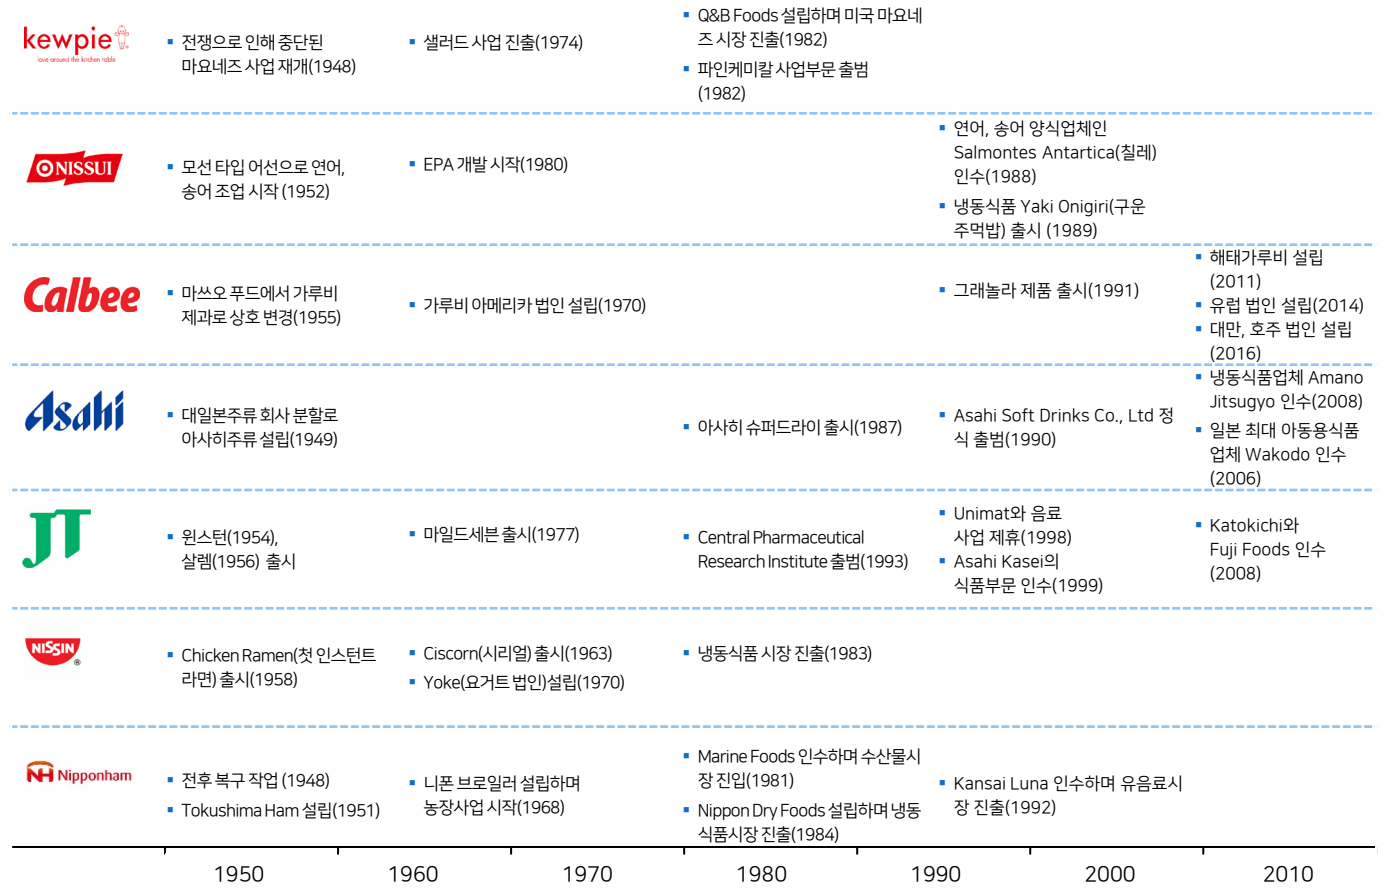 kewpie
love around the kitchen table
▪ 전쟁으로 인해 중단된
마요네즈 사업 재개(1948)
▪ 샐러드 사업 진출(1974)
▪ Q&B Foods 설립하며 미국 마요네
즈 시장 진출(1982)
▪ 파인케미칼 사업부문 출범
(1982)
NISSUI
▪ 모선 타입 어선으로 연어,
송어 조업 시작 (1952)
▪ EPA 개발 시작(1980)
▪ 연어, 송어 양식업체인
Salmontes Antartica(칠레)
인수(1988)
▪ 냉동식품 Yaki Onigiri(구운
주먹밥) 출시 (1989)
Calbee
▪ 마쓰오 푸드에서 가루비
제과로 상호 변경(1955)
▪ 가루비 아메리카 법인 설립(1970)
▪ 그래놀라 제품 출시(1991)
▪ 해태가루비 설립
(2011)
▪ 유럽 법인 설립(2014)
▪ 대만, 호주 법인 설립
(2016)
Asahi
▪ 대일본주류 회사 분할로
아사히주류 설립(1949)
▪ 아사히 슈퍼드라이 출시(1987)
▪ Asahi Soft Drinks Co., Ltd 정
식 출범(1990)
▪ 냉동식품업체 Amano
Jitsugyo 인수(2008)
▪ 일본 최대 아동용식품
업체 Wakodo 인수
(2006)
JT
▪ 윈스턴(1954),
살렘(1956) 출시
▪ 마일드세븐 출시(1977)
▪ Central Pharmaceutical
Research Institute 출범(1993)
▪ Unimat와 음료
사업 제휴(1998)
▪ Asahi Kasei의
식품부문 인수(1999)
▪ Katokichi와
Fuji Foods 인수
(2008)
NISSIN
®
▪ Chicken Ramen(첫 인스턴트
라면) 출시(1958)
▪ Ciscorn(시리얼) 출시(1963)
▪ Yoke(요거트 법인)설립(1970)
▪ 냉동식품 시장 진출(1983)
NH Nipponham
▪ 전후 복구 작업 (1948)
▪ Tokushima Ham 설립(1951)
▪ 니폰 브로일러 설립하며
농장사업 시작(1968)
▪ Marine Foods 인수하며 수산물시
장 진입(1981)
▪ Nippon Dry Foods 설립하며 냉동
식품시장 진출(1984)
▪ Kansai Luna 인수하며 유음료시
장 진출(1992)
1950 1960 1970 1980 1990 2000 2010